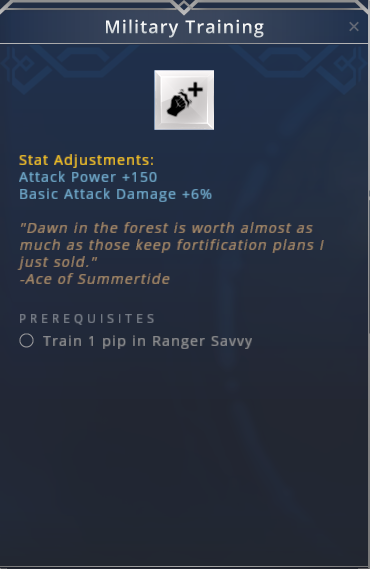 Military Training
Stat Adjustments:
Attack Power +150
Basic Attack Damage +6%
"Dawn in the forest is worth almost as
much as those keep fortification plans I
just sold."
-Ace of Summertide
PREREQUISITES
Train 1 pip in Ranger Savvy